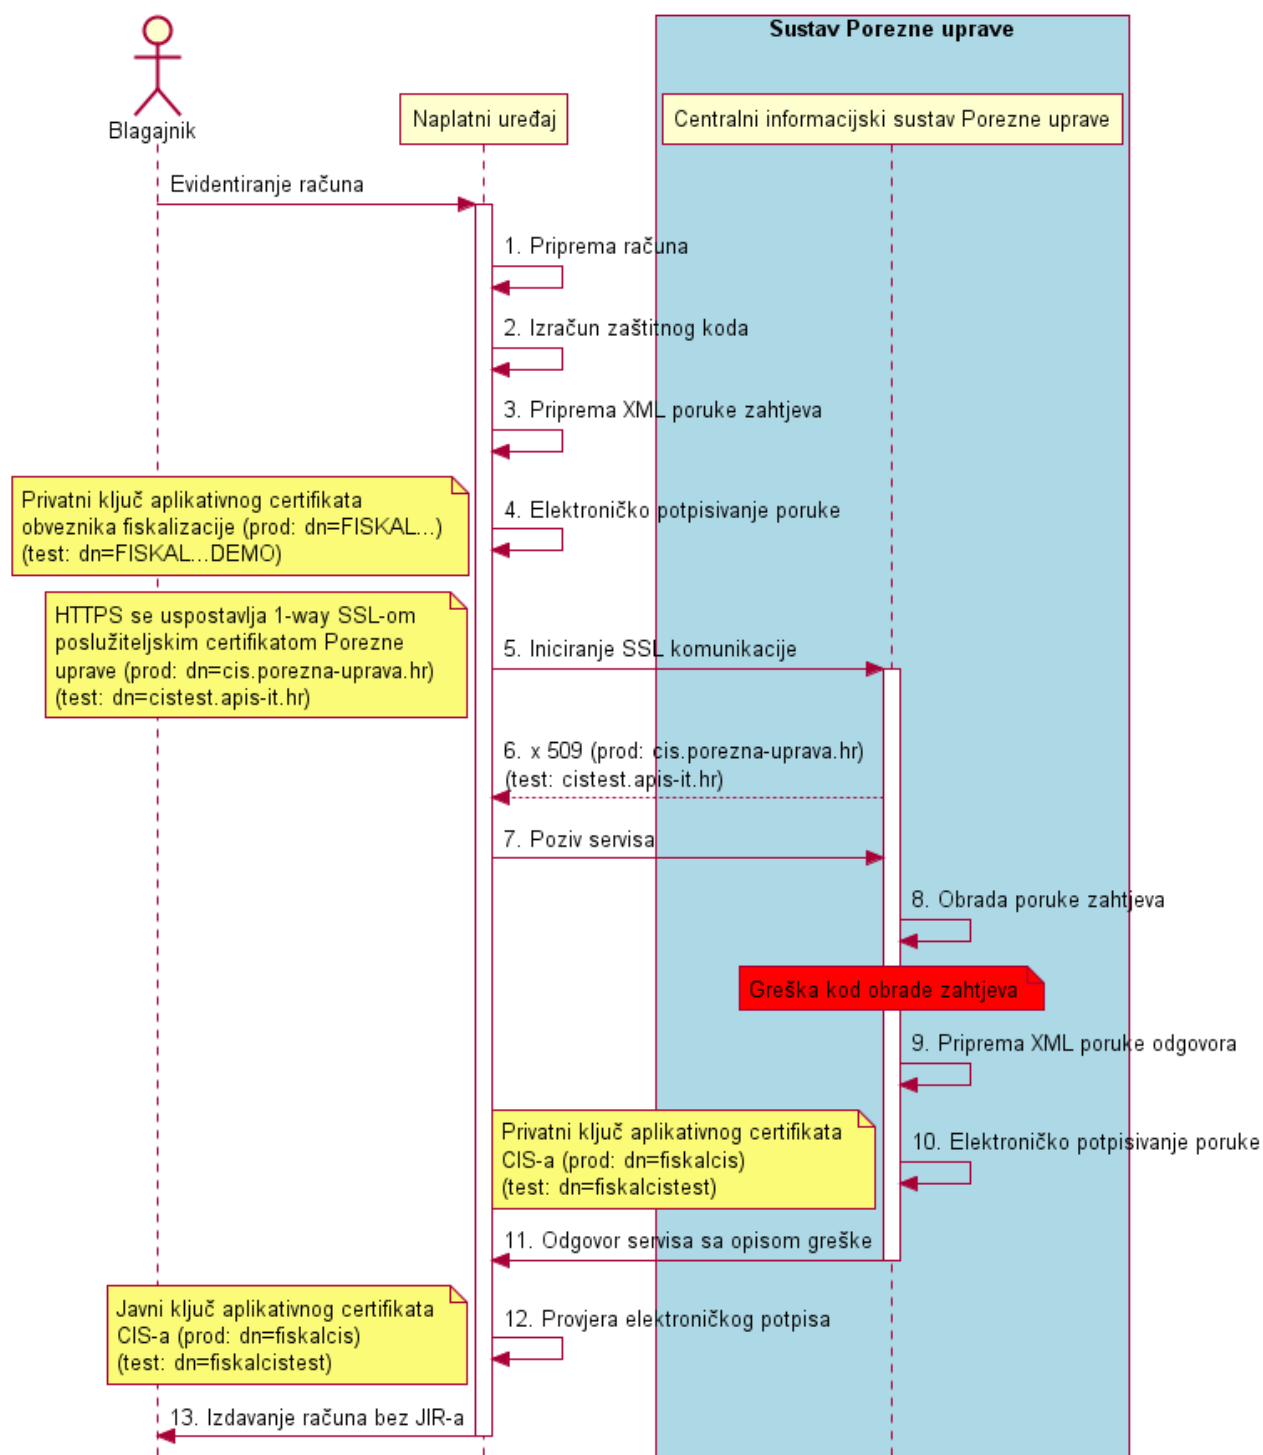 Sustav Porezne uprave
Blagajnik
Naplatni uređaj
Centralni informacijski sustav Porezne uprave
Evidentiranje računa
1. Priprema računa
2. Izračun zaštitnog koda
3. Priprema XML poruke zahtjeva
Privatni ključ aplikativnog certifikata
obveznika fiskalizacije (prod: dn=FISKAL...)
(test: dn=FISKAL...DEMO)
4. Elektroničko potpisivanje poruke
HTTPS se uspostavlja 1-way SSL-om
poslužiteljskim certifikatom Porezne
uprave (prod: dn=cis.porezna-uprava.hr)
(test: dn=cistest.apis-it.hr)
5. Iniciranje SSL komunikacije
6. x 509 (prod: cis.porezna-uprava.hr)
(test: cistest.apis-it.hr)
7. Poziv servisa
8. Obrada poruke zahtjeva
Greška kod obrade zahtjeva
9. Priprema XML poruke odgovora
Privatni ključ aplikativnog certifikata
CIS-a (prod: dn=fiskalcis)
(test: dn=fiskalcistest)
10. Elektroničko potpisivanje poruke
11. Odgovor servisa sa opisom greške
Javni ključ aplikativnog certifikata
CIS-a (prod: dn=fiskalcis)
(test: dn=fiskalcistest)
12. Provjera elektroničkog potpisa
13. Izdavanje računa bez JIR-a